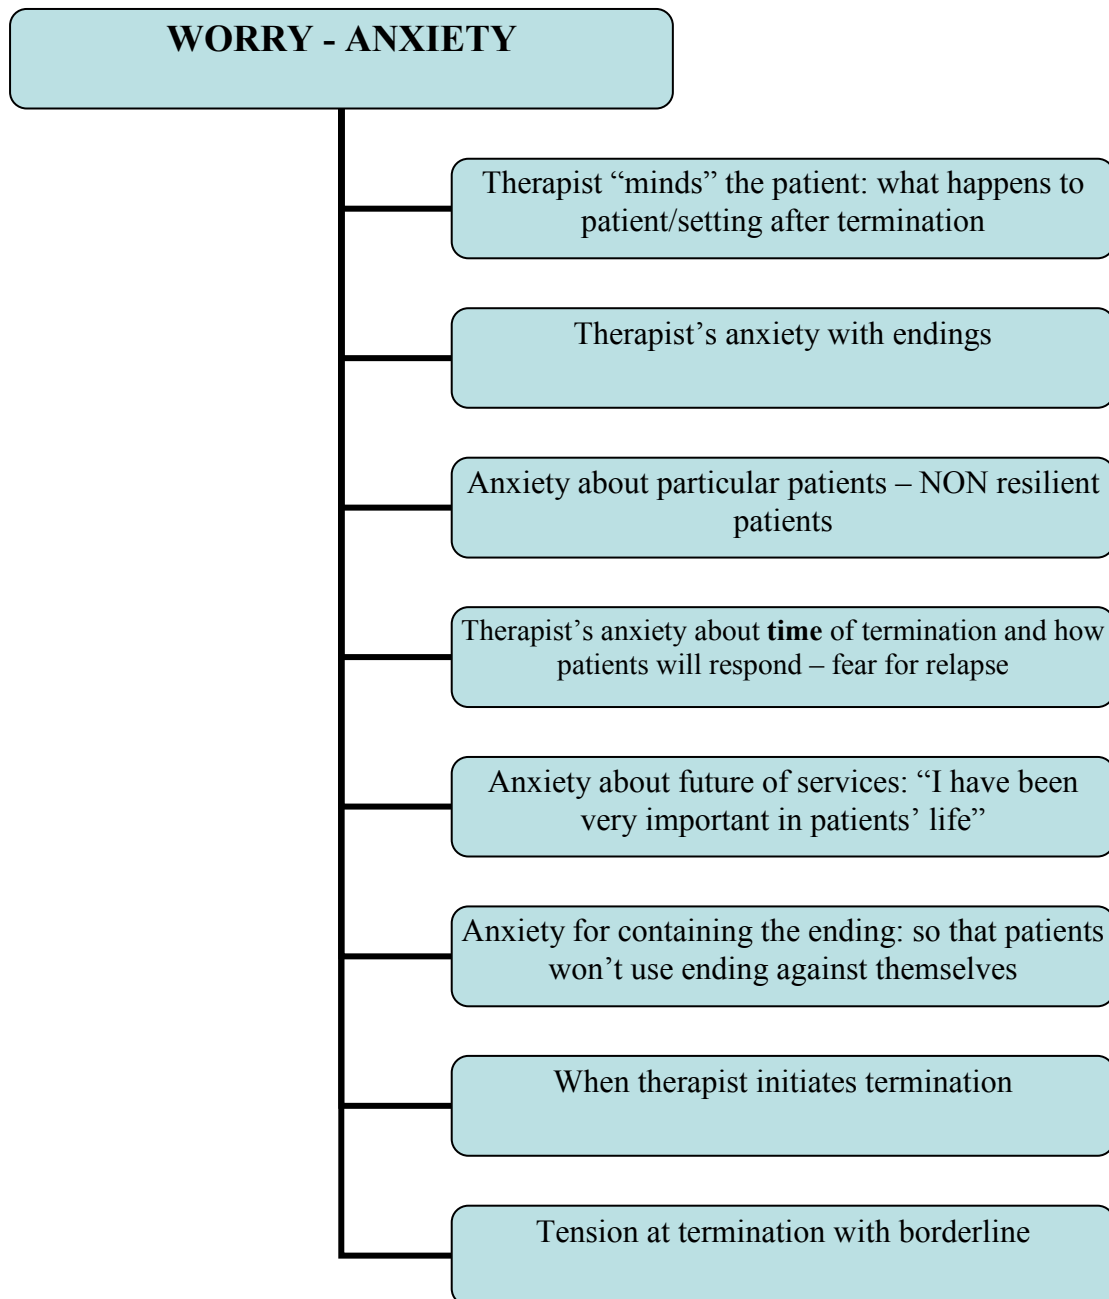 WORRY - ANXIETY
Therapist “minds” the patient: what happens to
patient/setting after termination
Therapist’s anxiety with endings
Anxiety about particular patients – NON resilient
patients
Therapist’s anxiety about time of termination and how
patients will respond – fear for relapse
Anxiety about future of services: “I have been
very important in patients’ life”
Anxiety for containing the ending: so that patients
won’t use ending against themselves
When therapist initiates termination
Tension at termination with borderline